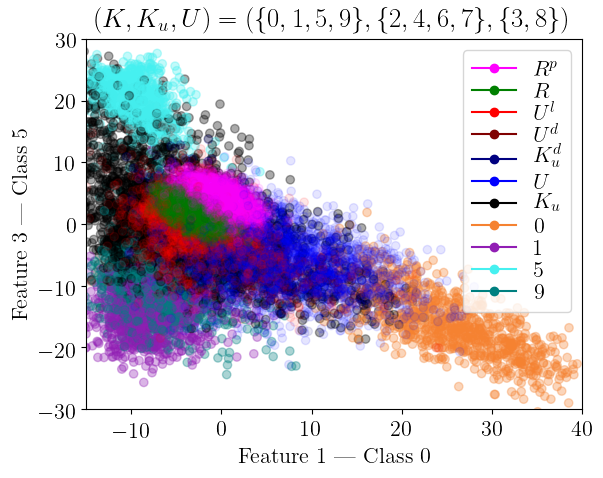 (K, K_u, U) = ({0, 1, 5, 9}, {2, 4, 6, 7}, {3, 8})
30
20
10
0
−10
−20
−30
Feature 3 — Class 5
R^p
R
U^l
U^d
K_u^d
U
K_u
0
1
5
9
−10
0
10
20
30
40
Feature 1 — Class 0